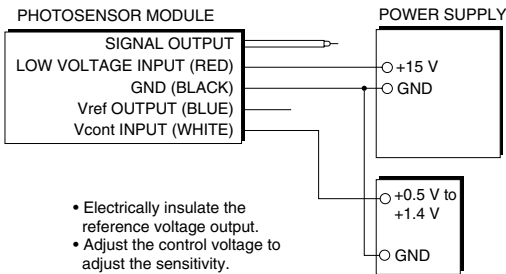 PHOTOSENSOR MODULE
POWER SUPPLY
SIGNAL OUTPUT
LOW VOLTAGE INPUT (RED)
GND (BLACK)
Vref OUTPUT (BLUE)
Vcont INPUT (WHITE)
+15 V
GND
+0.5 V to
+1.4 V
GND
• Electrically insulate the
reference voltage output.
• Adjust the control voltage to
adjust the sensitivity.